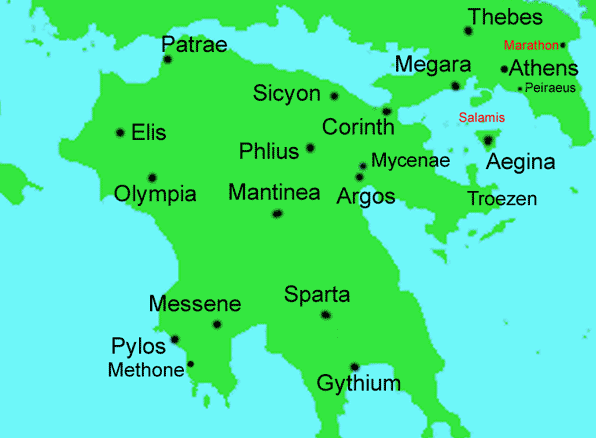 Thebes
Patrae
Marathon
Megara
Athens
Peiraeus
Sicyon
Corinth
Salamis
Elis
Phlius
Mycenae
Aegina
Olympia
Mantinea
Argos
Troezen
Messene
Sparta
Pylos
Methone
Gythium